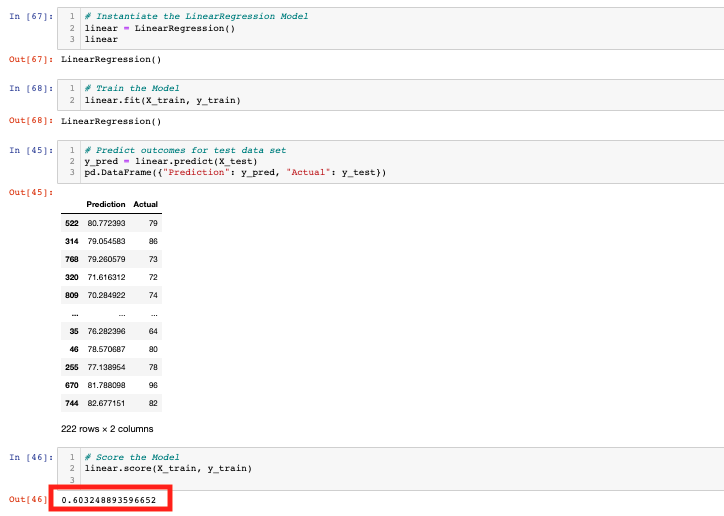 In [67]:
1 # Instantiate the LinearRegression Model
2 linear = LinearRegression()
3 linear
Out[67]: LinearRegression()
In [68]:
1 # Train the Model
2 linear.fit(X_train, y_train)
Out[68]: LinearRegression()
In [45]:
1 # Predict outcomes for test data set
2 y_pred = linear.predict(X_test)
3 pd.DataFrame({"Prediction": y_pred, "Actual": y_test})
Out[45]:
Prediction Actual
522 80.772393 79
314 79.054583 86
768 79.260579 73
320 71.616312 72
809 70.284922 74
... ... ...
35 76.282396 64
46 78.570687 80
255 77.138954 78
670 81.788098 96
744 82.677151 82
222 rows × 2 columns
In [46]:
1 # Score the Model
2 linear.score(X_train, y_train)
3
Out[46] 0.603248893596652